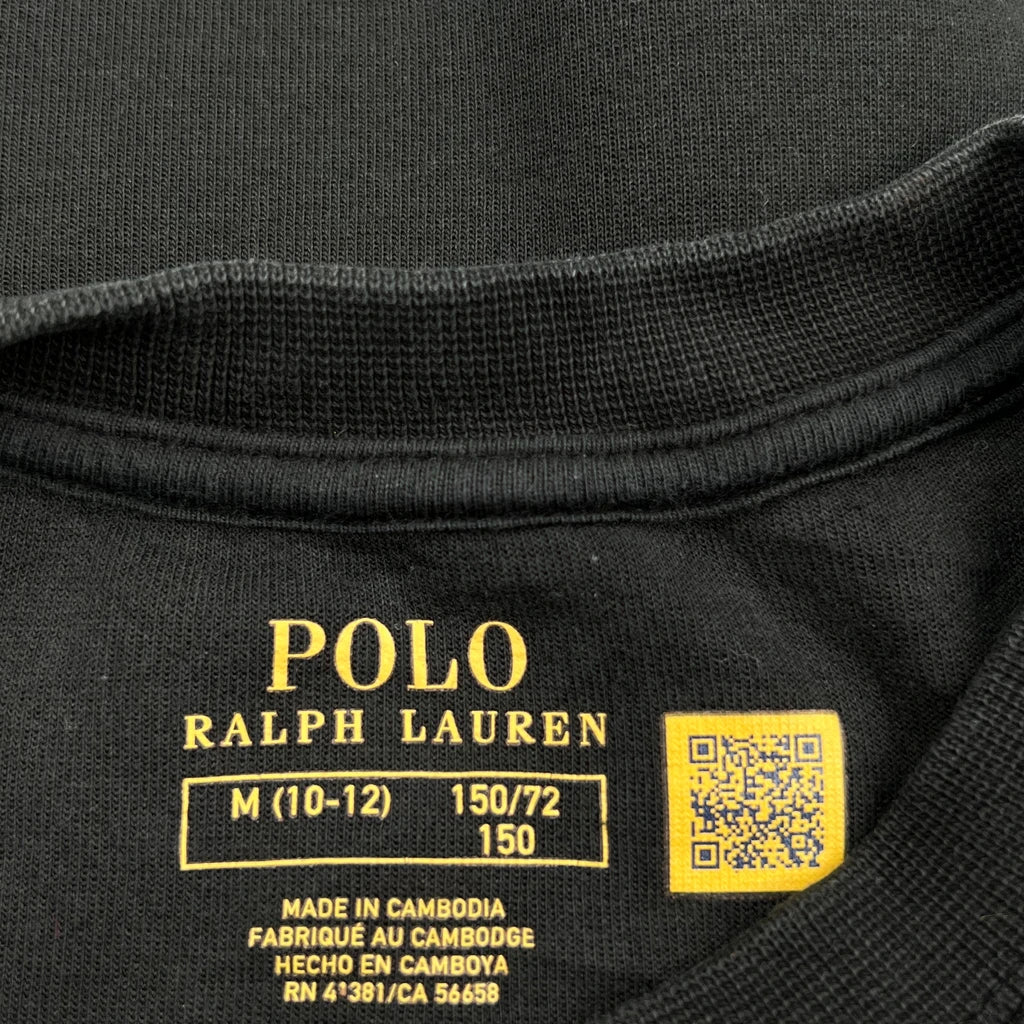 POLO
RALPH LAUREN
M (10-12) 150/72
150
MADE IN CAMBODIA
FABRIQUÉ AU CAMBODGE
HECHO EN CAMBOYA
RN 41381/CA 56658